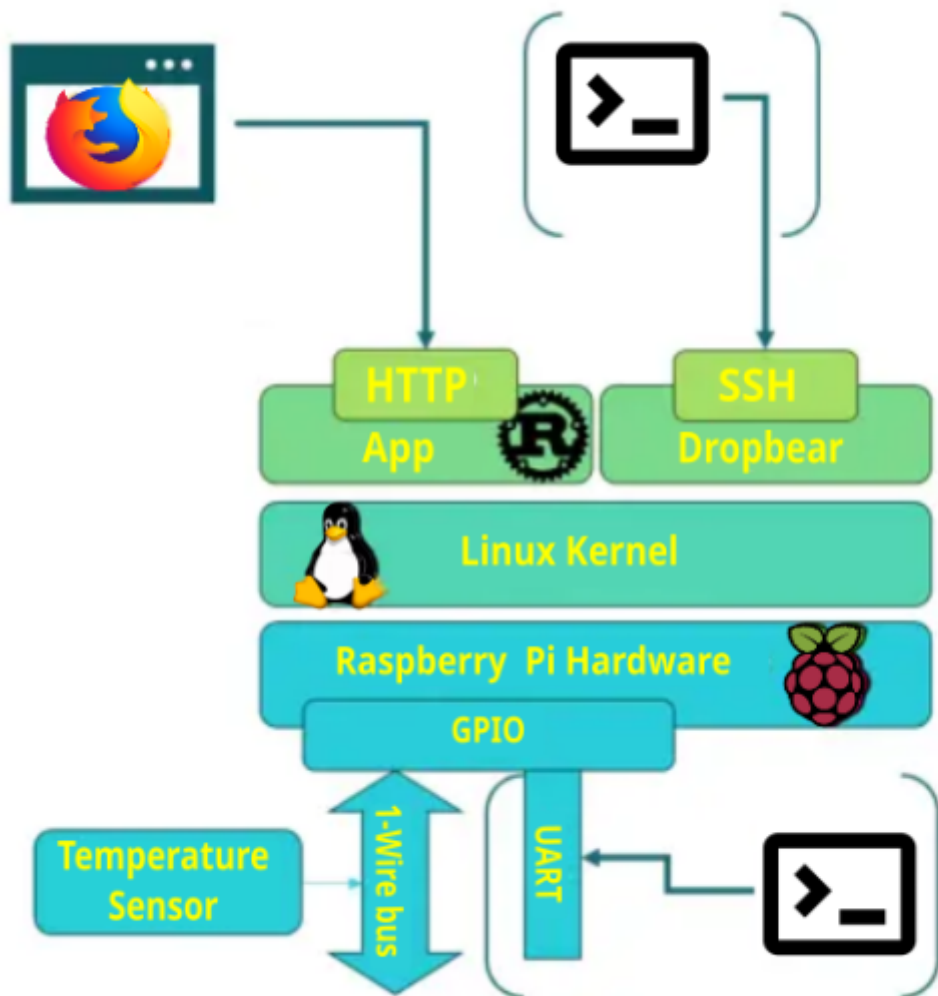 HTTP
SSH
App
Dropbear
Linux Kernel
Raspberry Pi Hardware
GPIO
1-Wire bus
UART
Temperature
Sensor